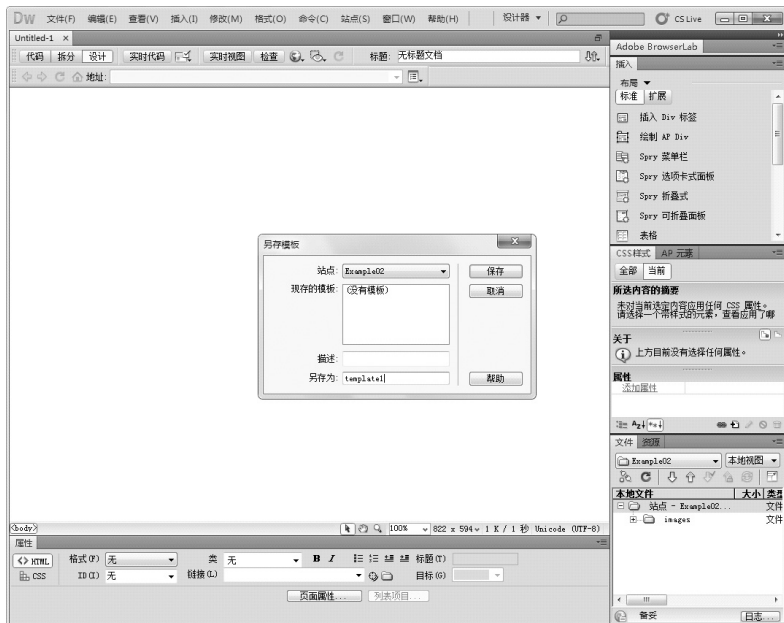 DW 文件(F) 编辑(E) 查看(V) 插入(I) 修改(M) 格式(O) 命令(C) 站点(S) 窗口(W) 帮助(H) 设计器 CS Live
Untitled-1 ×
代码 拆分 设计 实时代码 实时视图 检查 标题: 无标题文档
地址:
Adobe BrowserLab
插入
布局
标准 扩展
插入 Div 标签
绘制 AP Div
Spry 菜单栏
Spry 选项卡式面板
Spry 折叠式
Spry 可折叠面板
表格
另存模板
站点: Example02 保存
现存的模板: (没有模板) 取消
描述:
另存为: template1 帮助
CSS样式 AP 元素
全部 当前
所选内容的摘要
未对当前选定内容应用任何 CSS 属性。
请选择一个带样式的元素,查看应用了哪
关于
上方目前没有选择任何属性。
属性
添加属性
文件 资源
Example02 本地视图
本地文件 大小 类型
站点 - Example02... 文件
images 文件
备妥 日志...
<body> 100% 822 x 594 1 K / 1 秒 Unicode (UTF-8)
属性
<> HTML 格式(F) 无 类 无 B I 标题(T)
CSS ID(I) 无 链接(L) 目标(G)
页面属性... 列表项目...